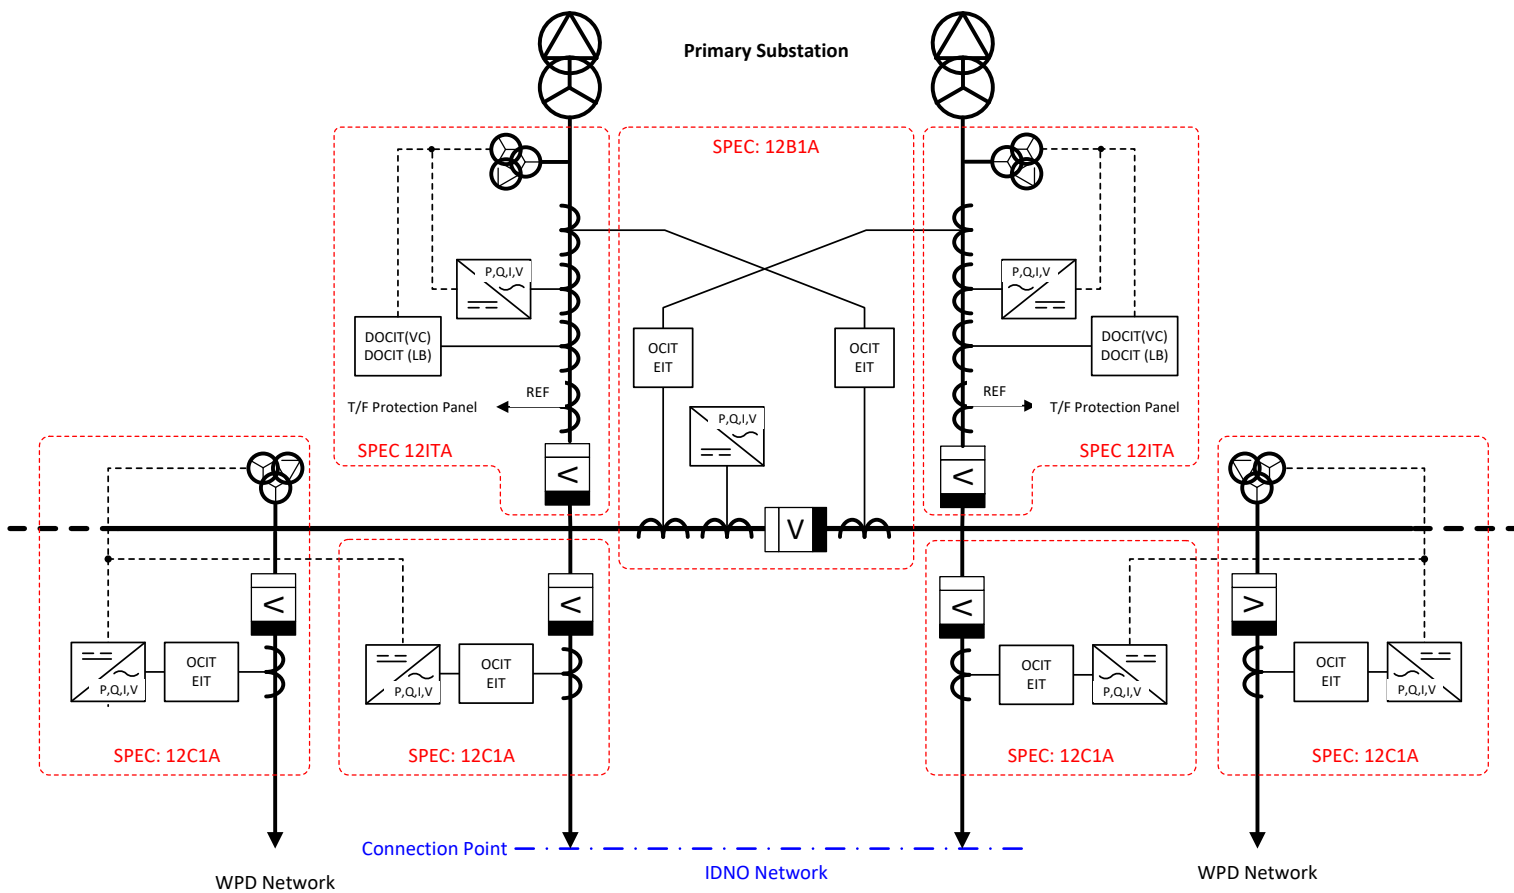 Primary Substation
SPEC: 12B1A
P,Q,I,V
P,Q,I,V
DOCIT(VC)
DOCIT (LB)
OCIT
EIT
OCIT
EIT
DOCIT(VC)
DOCIT (LB)
REF
T/F Protection Panel
REF
T/F Protection Panel
P,Q,I,V
SPEC 12ITA
SPEC 12ITA
V
V
V
V
V
V
V
OCIT
EIT
P,Q,I,V
OCIT
EIT
P,Q,I,V
OCIT
EIT
P,Q,I,V
OCIT
EIT
P,Q,I,V
SPEC: 12C1A
SPEC: 12C1A
SPEC: 12C1A
SPEC: 12C1A
Connection Point
IDNO Network
WPD Network
WPD Network